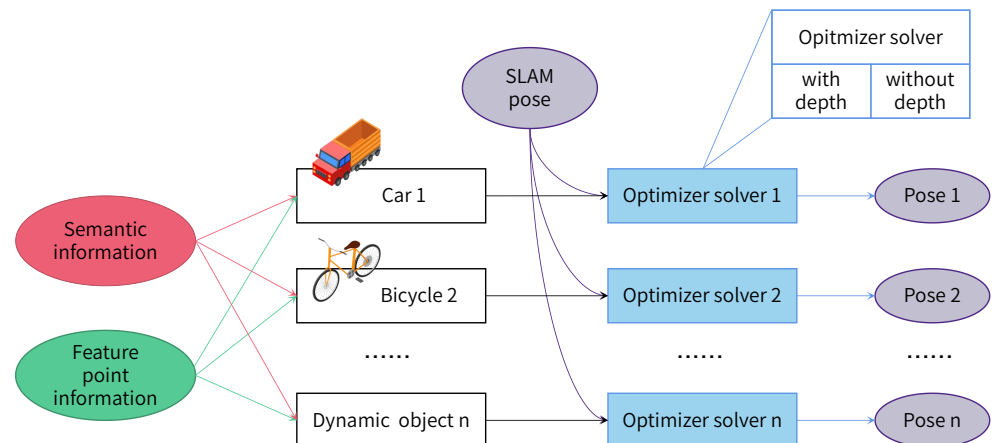 Opitmizer solver
with
depth
without
depth
SLAM
pose
Semantic
information
Feature
point
information
Car 1
Optimizer solver 1
Pose 1
Bicycle 2
Optimizer solver 2
Pose 2
......
......
......
Dynamic object n
Optimizer solver n
Pose n